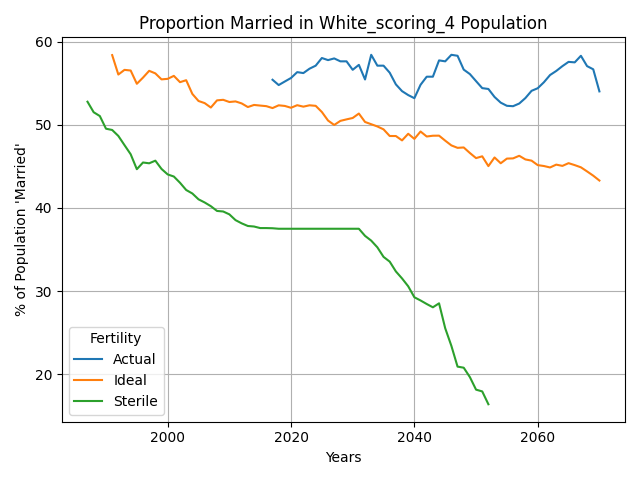 Proportion Married in White_scoring_4 Population
% of Population 'Married'
60
50
40
30
20
Fertility
Actual
Ideal
Sterile
2000
2020
2040
2060
Years